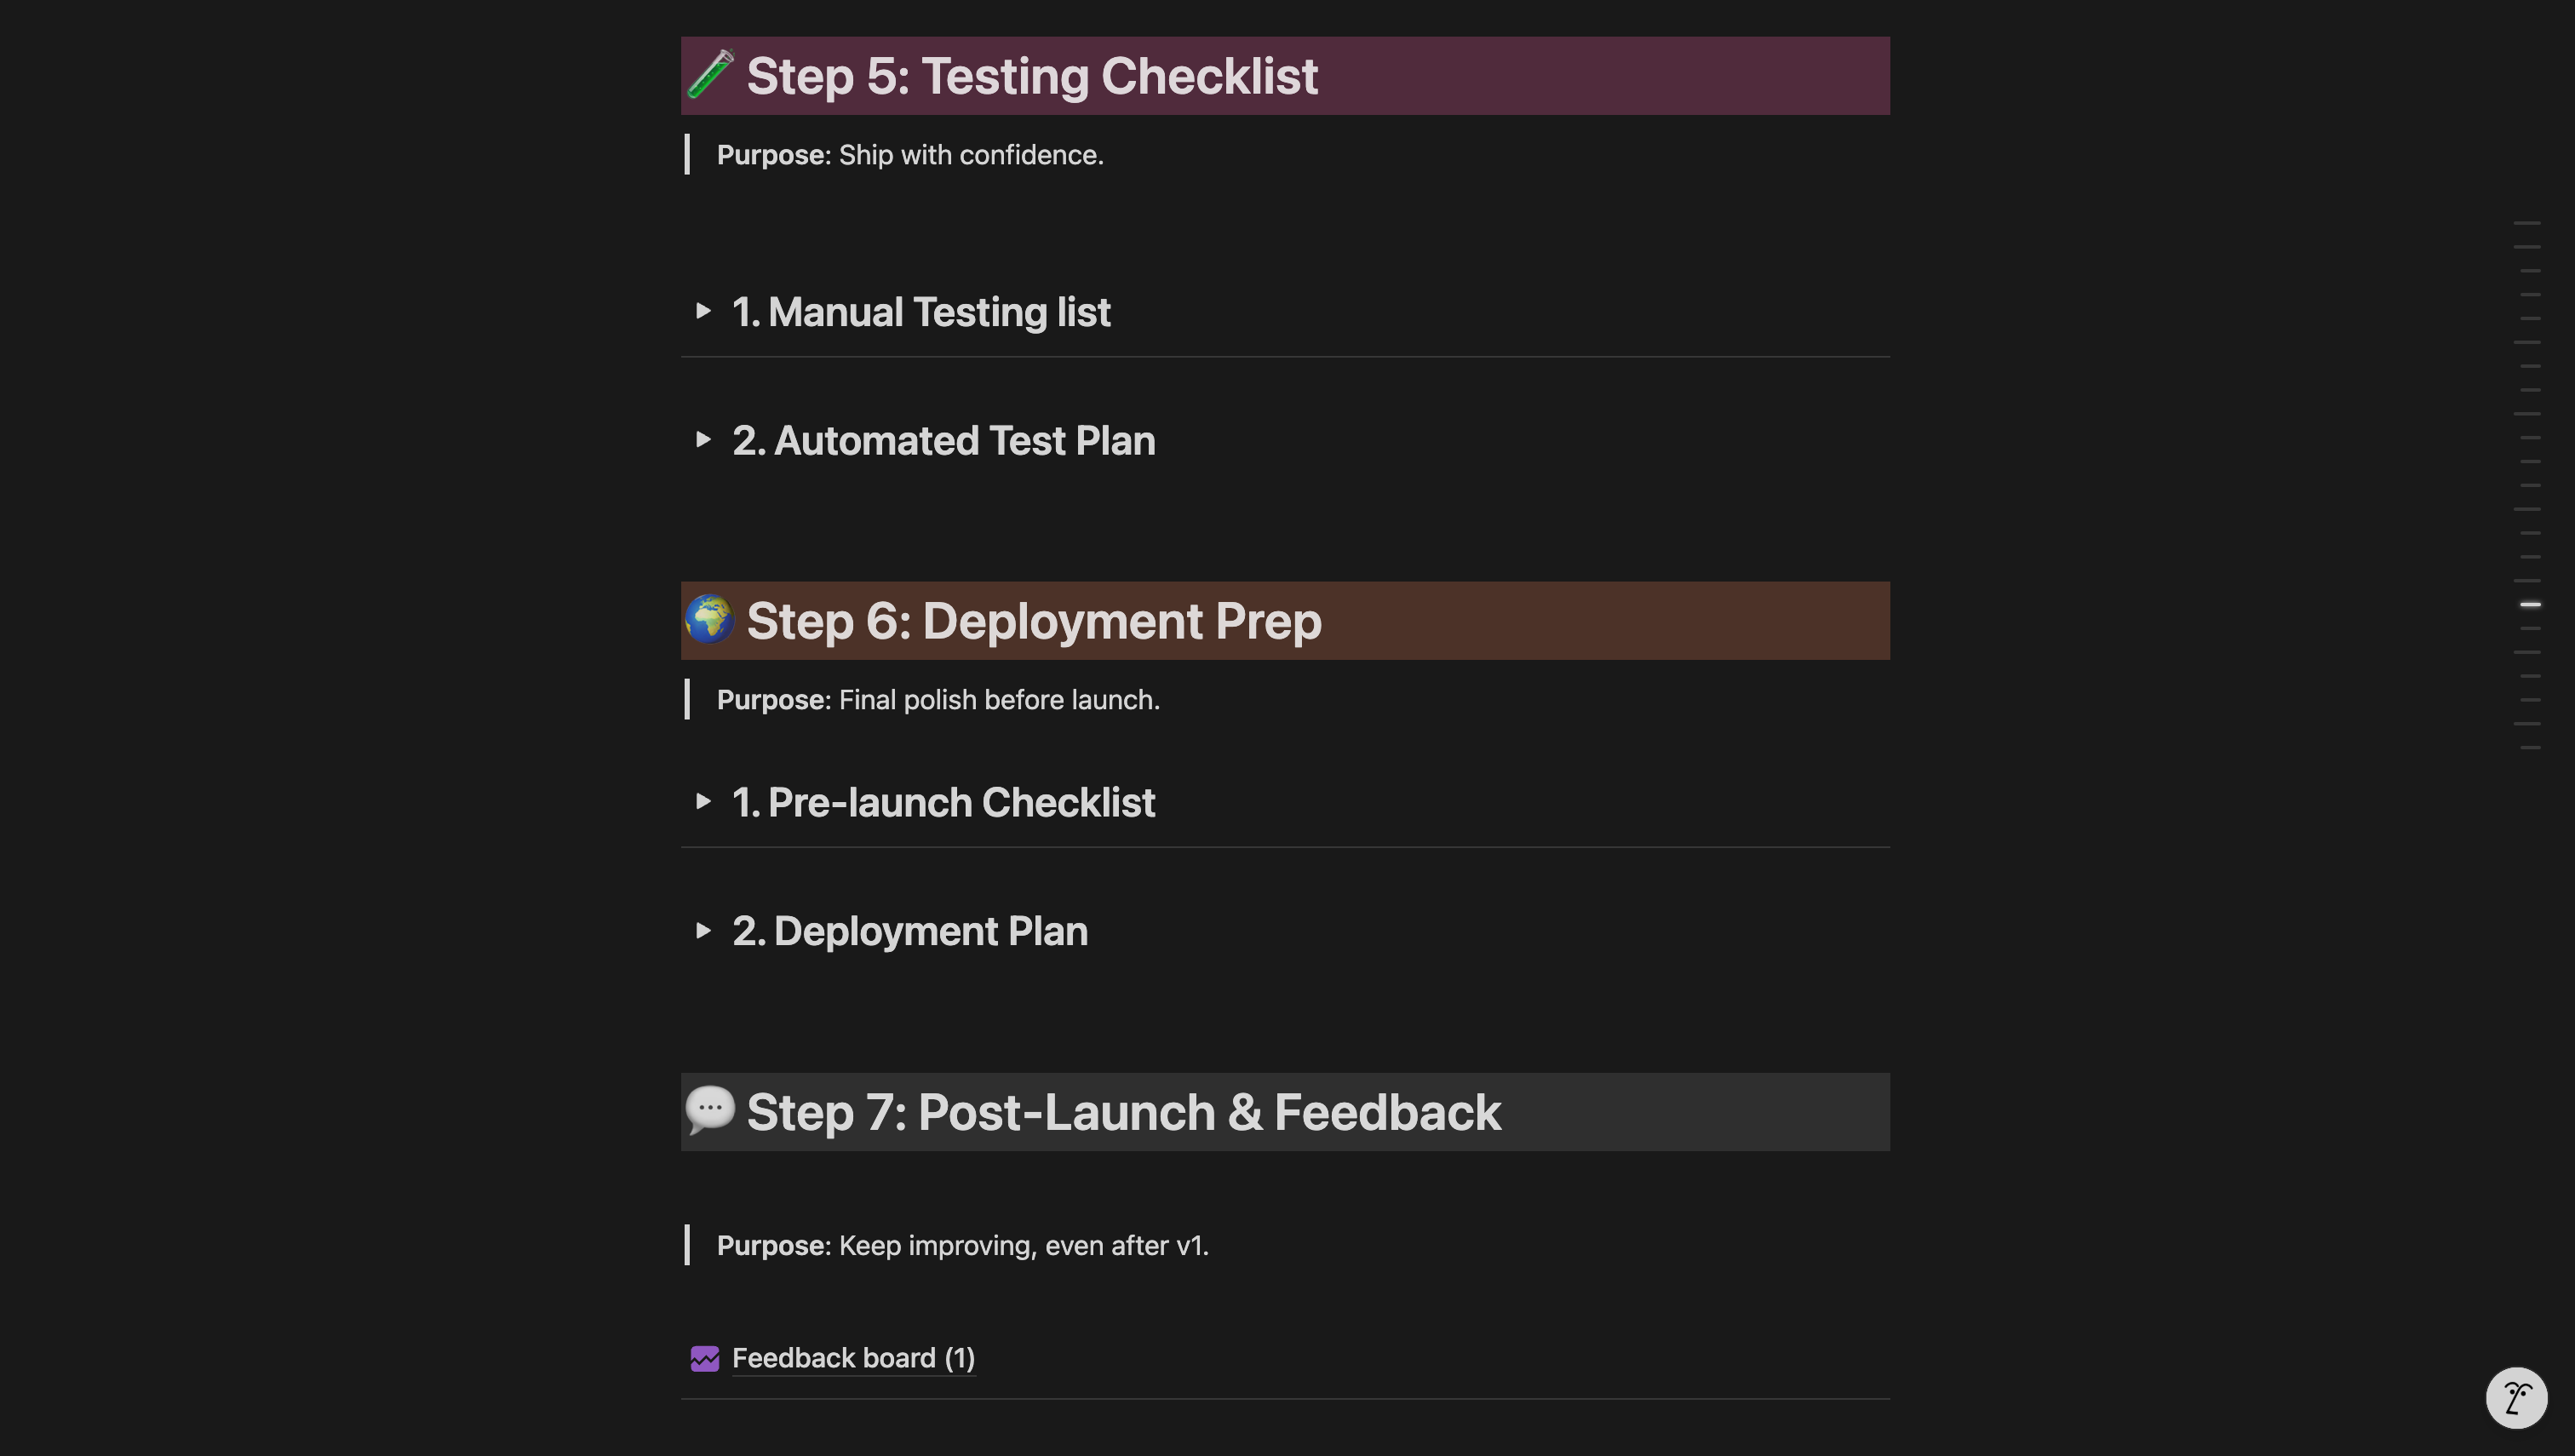 Step 5: Testing Checklist
Purpose: Ship with confidence.
1. Manual Testing list
2. Automated Test Plan
Step 6: Deployment Prep
Purpose: Final polish before launch.
1. Pre-launch Checklist
2. Deployment Plan
Step 7: Post-Launch & Feedback
Purpose: Keep improving, even after v1.
Feedback board (1)